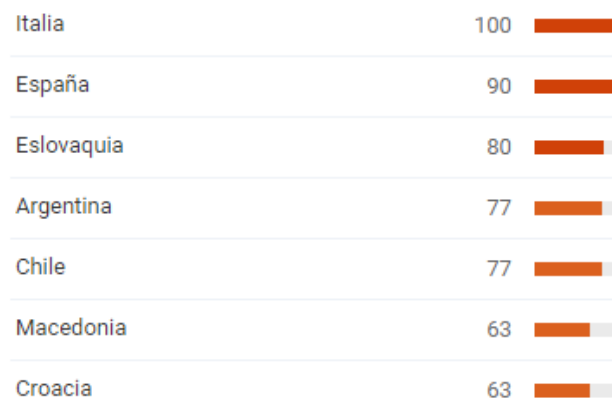 Italia 100
España 90
Eslovaquia 80
Argentina 77
Chile 77
Macedonia 63
Croacia 63